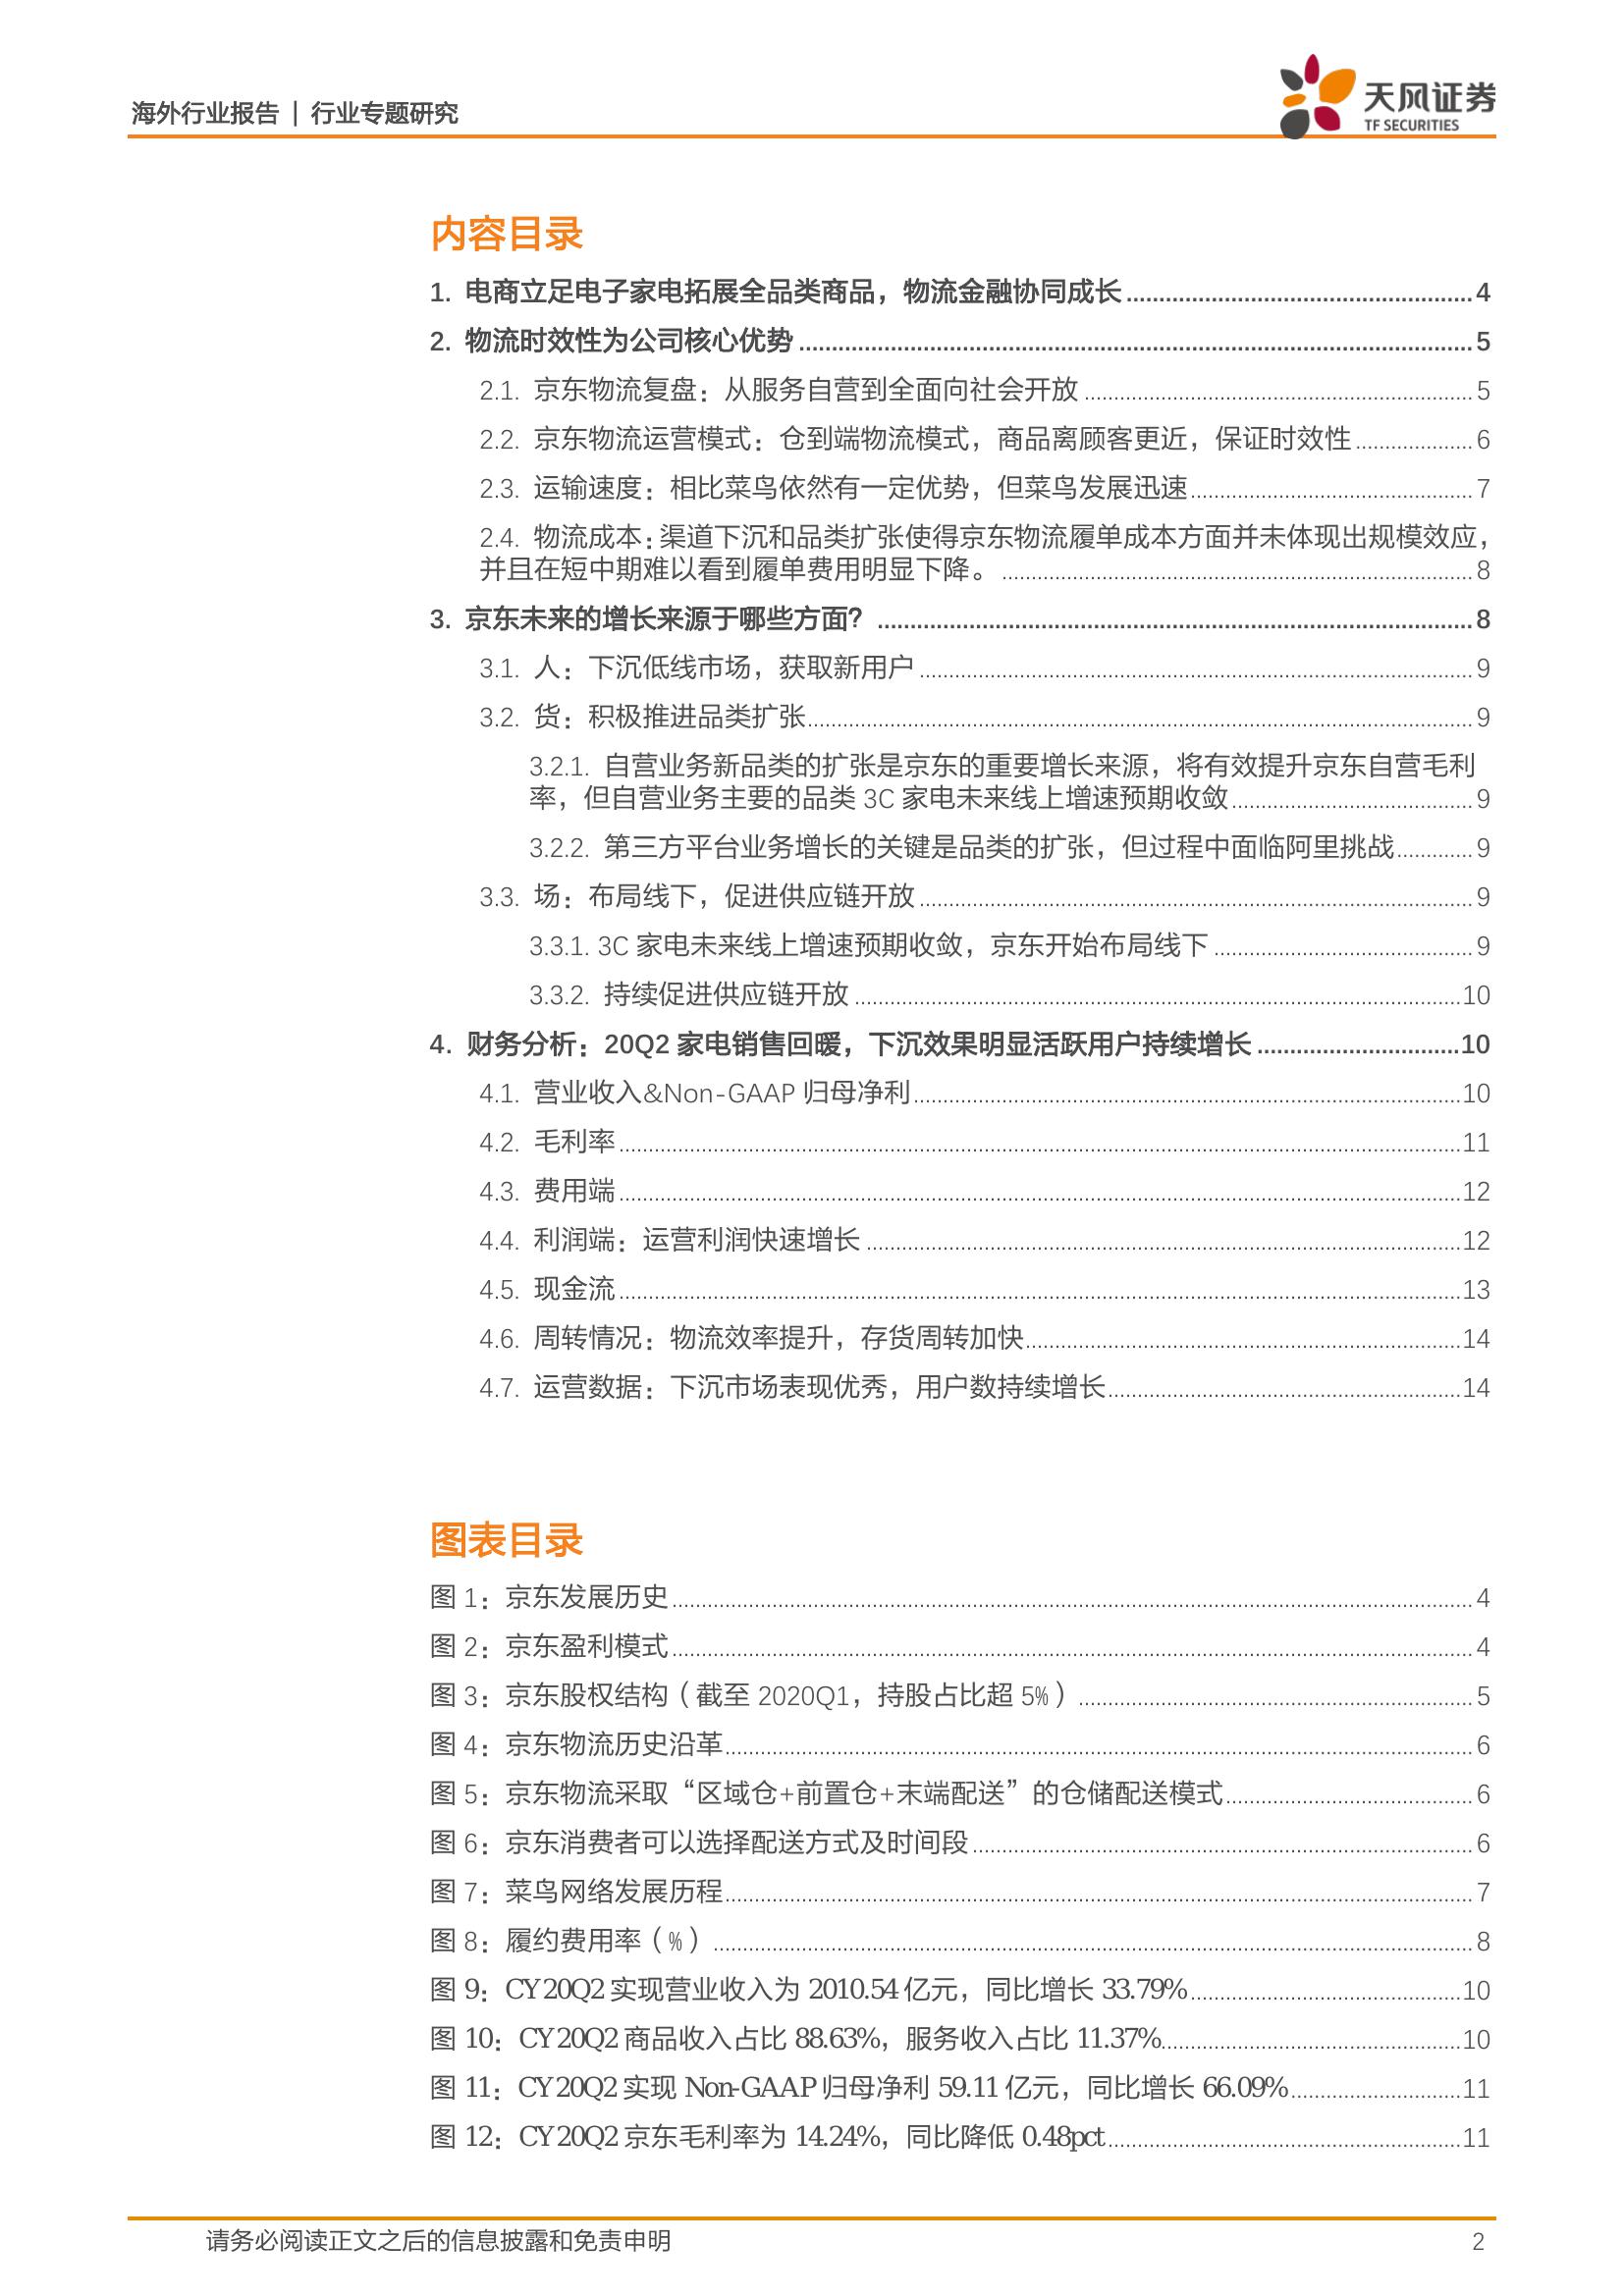 海外行业报告 | 行业专题研究
天风证券
TF SECURITIES
内容目录
1. 电商立足电子家电拓展全品类商品，物流金融协同成长 4
2. 物流时效性为公司核心优势 5
2.1. 京东物流复盘：从服务自营到全面向社会开放 5
2.2. 京东物流运营模式：仓到端物流模式，商品离顾客更近，保证时效性 6
2.3. 运输速度：相比菜鸟依然有一定优势，但菜鸟发展迅速 7
2.4. 物流成本：渠道下沉和品类扩张使得京东物流履单成本方面并未体现出规模效应，
并且在短中期难以看到履单费用明显下降。 8
3. 京东未来的增长来源于哪些方面？ 8
3.1. 人：下沉低线市场，获取新用户 9
3.2. 货：积极推进品类扩张 9
3.2.1. 自营业务新品类的扩张是京东的重要增长来源，将有效提升京东自营毛利
率，但自营业务主要的品类 3C 家电未来线上增速预期收敛 9
3.2.2. 第三方平台业务增长的关键是品类的扩张，但过程中面临阿里挑战 9
3.3. 场：布局线下，促进供应链开放 9
3.3.1. 3C 家电未来线上增速预期收敛，京东开始布局线下 9
3.3.2. 持续促进供应链开放 10
4. 财务分析：20Q2 家电销售回暖，下沉效果明显活跃用户持续增长 10
4.1. 营业收入&Non-GAAP 归母净利 10
4.2. 毛利率 11
4.3. 费用端 12
4.4. 利润端：运营利润快速增长 12
4.5. 现金流 13
4.6. 周转情况：物流效率提升，存货周转加快 14
4.7. 运营数据：下沉市场表现优秀，用户数持续增长 14
图表目录
图 1：京东发展历史 4
图 2：京东盈利模式 4
图 3：京东股权结构（截至 2020Q1，持股占比超 5%） 5
图 4：京东物流历史沿革 6
图 5：京东物流采取“区域仓+前置仓+末端配送”的仓储配送模式 6
图 6：京东消费者可以选择配送方式及时间段 6
图 7：菜鸟网络发展历程 7
图 8：履约费用率（%） 8
图 9：CY20Q2 实现营业收入为 2010.54 亿元，同比增长 33.79% 10
图 10：CY20Q2 商品收入占比 88.63%，服务收入占比 11.37% 10
图 11：CY20Q2 实现 Non-GAAP 归母净利 59.11 亿元，同比增长 66.09% 11
图 12：CY20Q2 京东毛利率为 14.24%，同比降低 0.48pct 11
请务必阅读正文之后的信息披露和免责申明 2